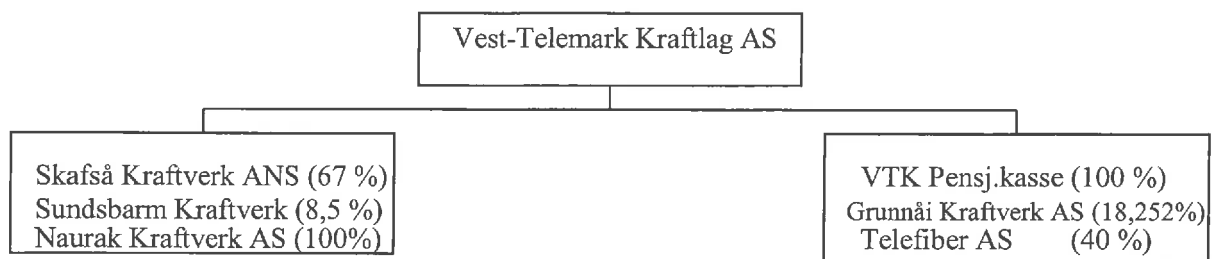 Vest-Telemark Kraftlag AS
Skafså Kraftverk ANS (67 %)
Sundsbarm Kraftverk (8,5 %)
Naurak Kraftverk AS (100%)
VTK Pensj.kasse (100 %)
Grunnåi Kraftverk AS (18,252%)
Telefiber AS (40 %)